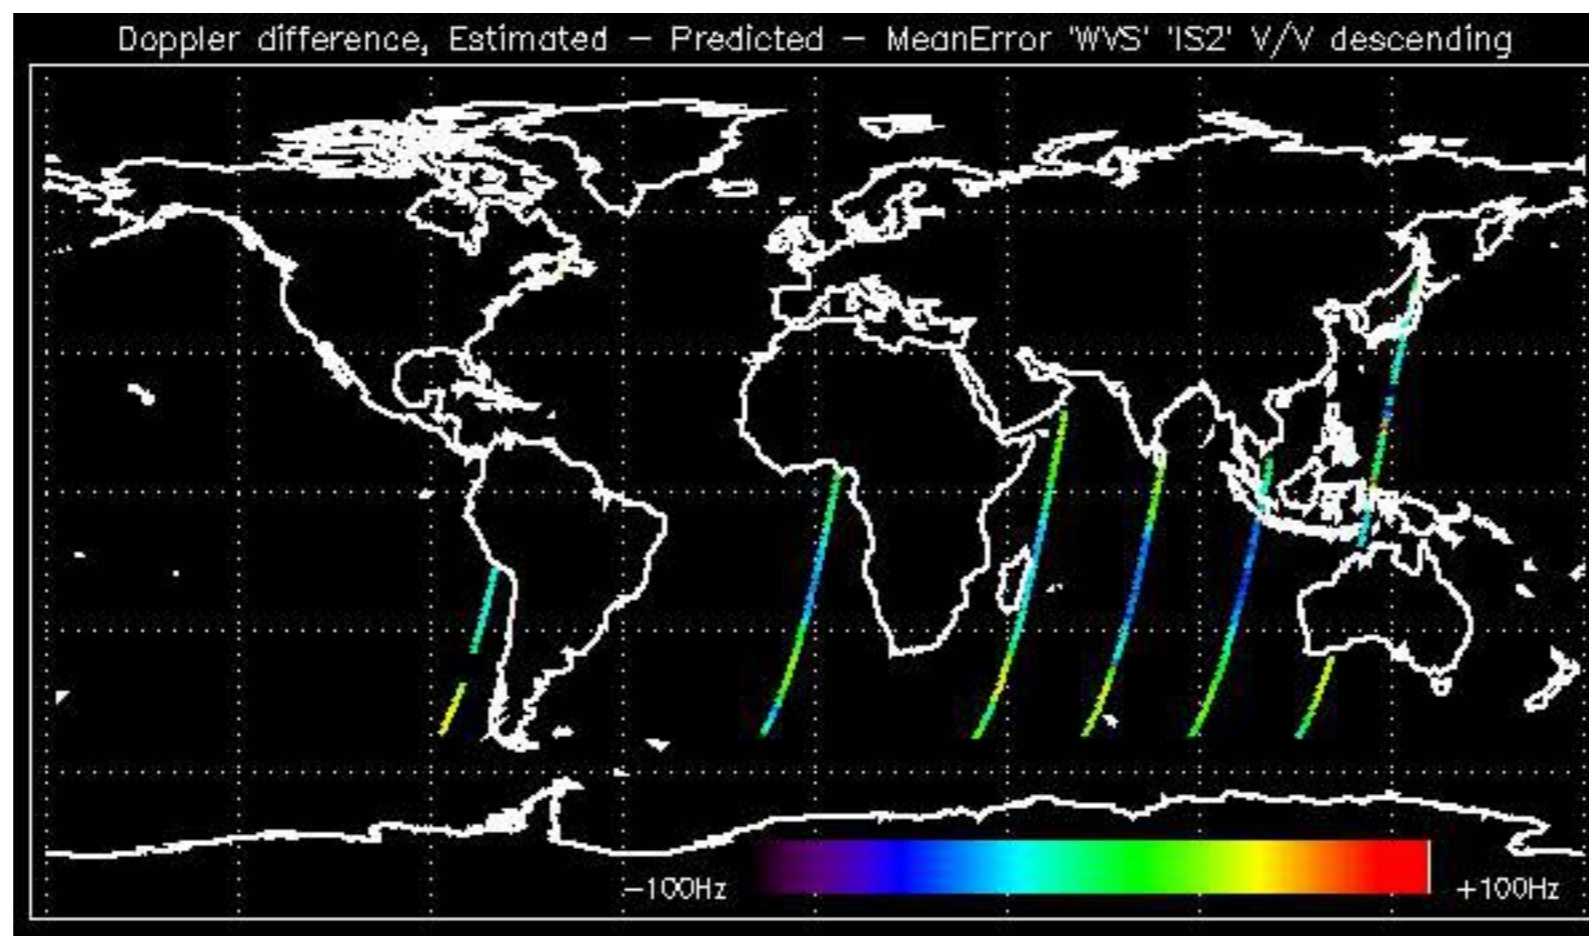 Doppler difference, Estimated - Predicted - MeanError 'WVS' 'IS2' V/V descending
-100Hz +100Hz